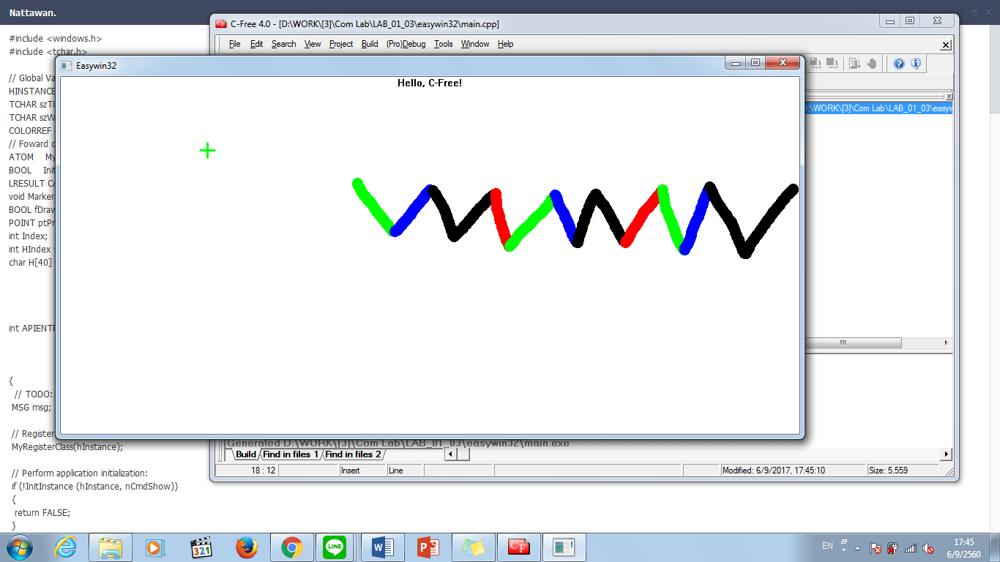 Nattawan.
#include <windows.h>
#include <tchar.h>
// Global Va
HINSTANCE
TCHAR szTi
TCHAR szW
COLORREF
// Foward d
ATOM My
BOOL Init
LRESULT CA
void Marker
BOOL fDraw
POINT ptPr
int Index;
int HIndex =
char H[40]
int APIENTR
{
// TODO:
MSG msg;
// Register
MyRegisterClass(hInstance);
// Perform application initialization:
if (!InitInstance (hInstance, nCmdShow))
{
return FALSE;
}
C-Free 4.0 - [D:\WORK\[3]\Com Lab\LAB_01_03\easywin32\main.cpp]
File Edit Search View Project Build (Pro)Debug Tools Window Help
D:\WORK\[3]\Com Lab\LAB_01_03\easyw
Easywin32
Hello, C-Free!
Generated D:\WORK\[3]\Com Lab\LAB_01_03\easywin32\main.exe
Build Find in files 1 Find in files 2
18 : 12 Insert Line Modified: 6/9/2017, 17:45:10 Size: 5,559
321 LINE W P CF EN 17:45
6/9/2560